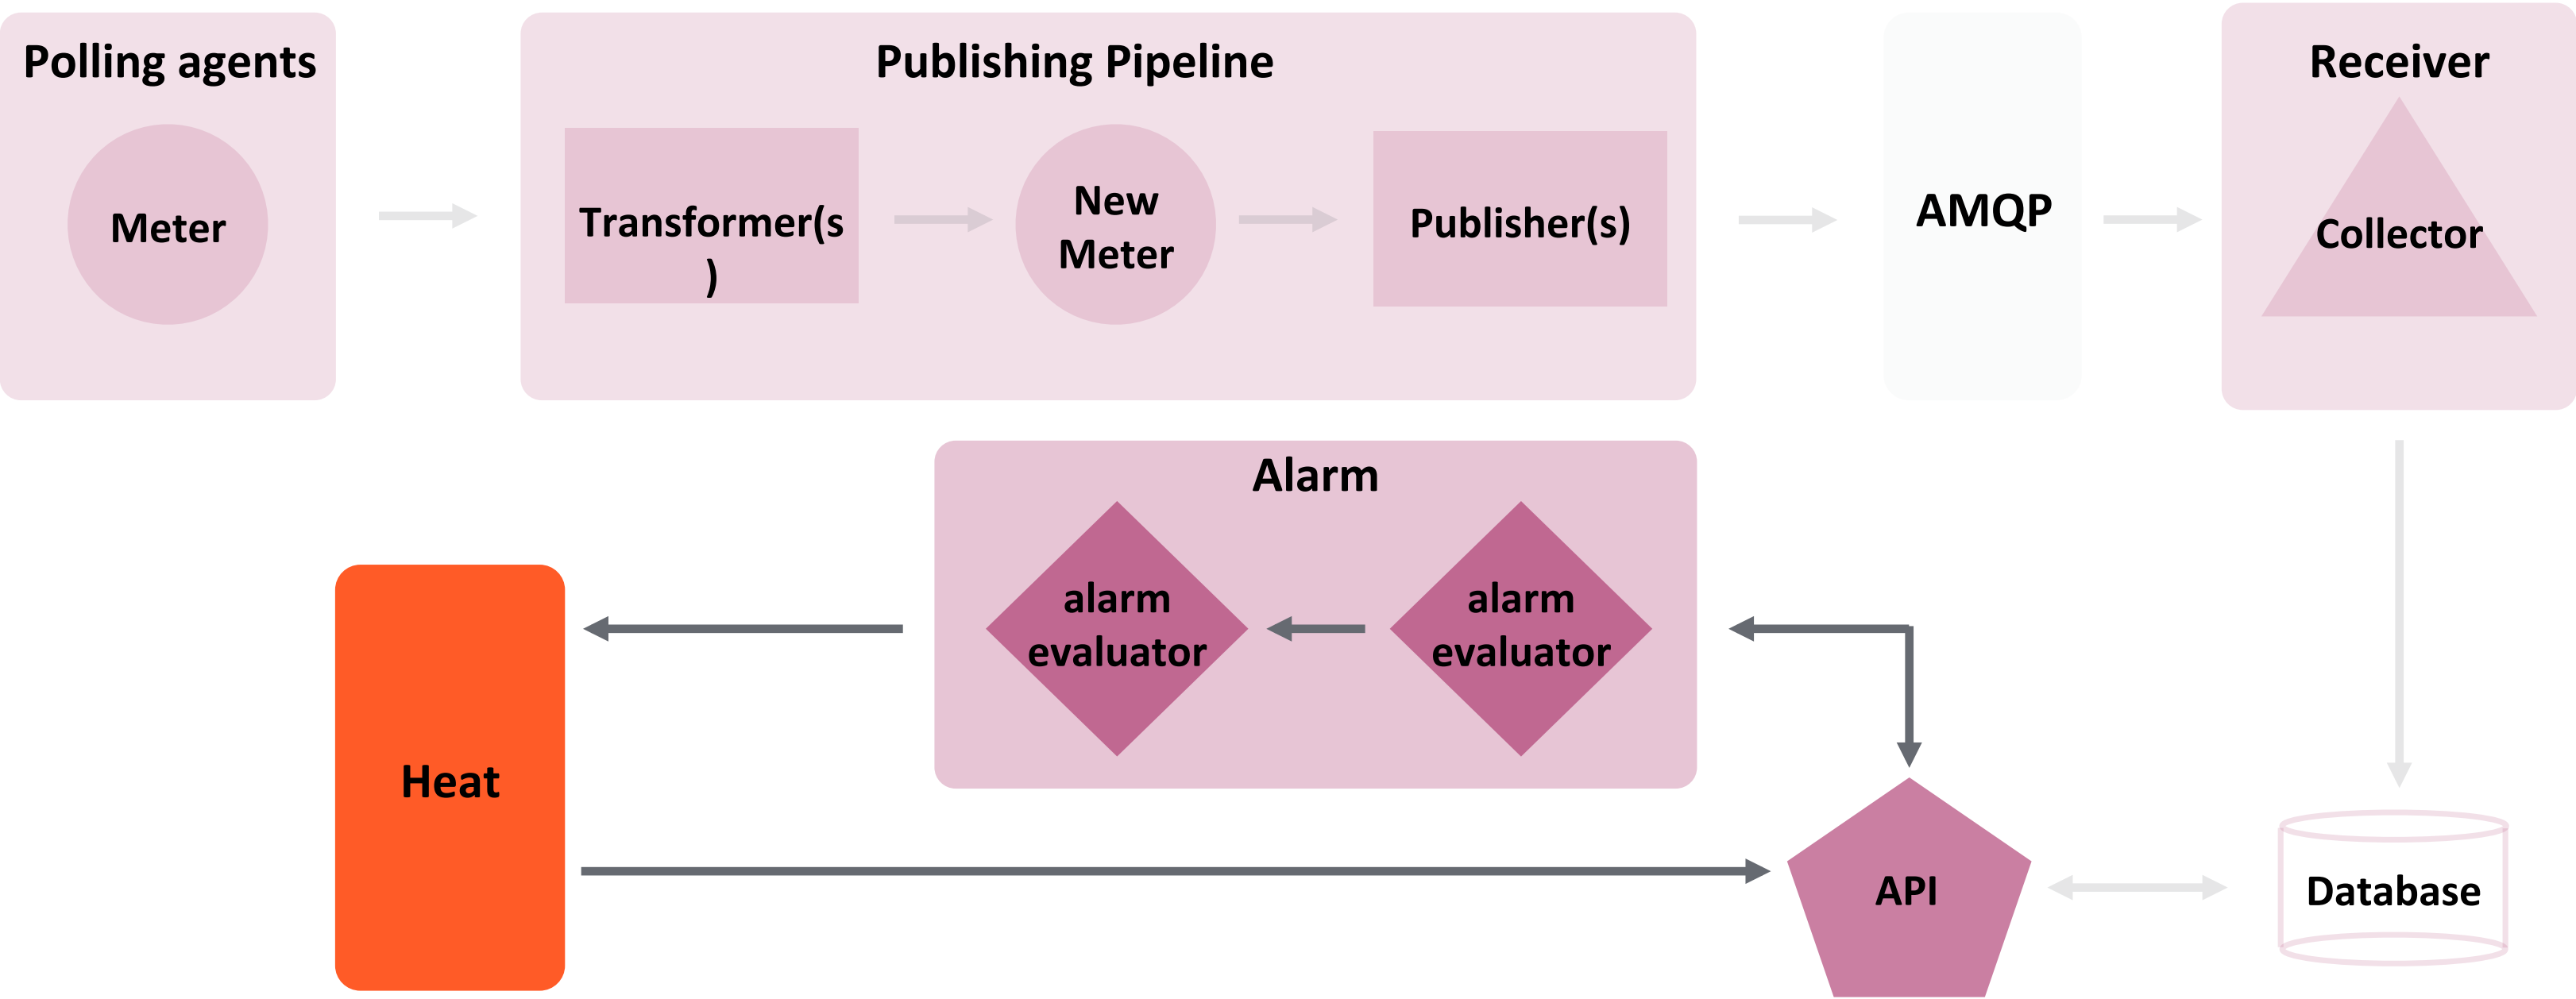 Polling agents
Meter
Publishing Pipeline
Transformer(s
)
New
Meter
Publisher(s)
AMQP
Receiver
Collector
Alarm
alarm
evaluator
alarm
evaluator
Heat
API
Database